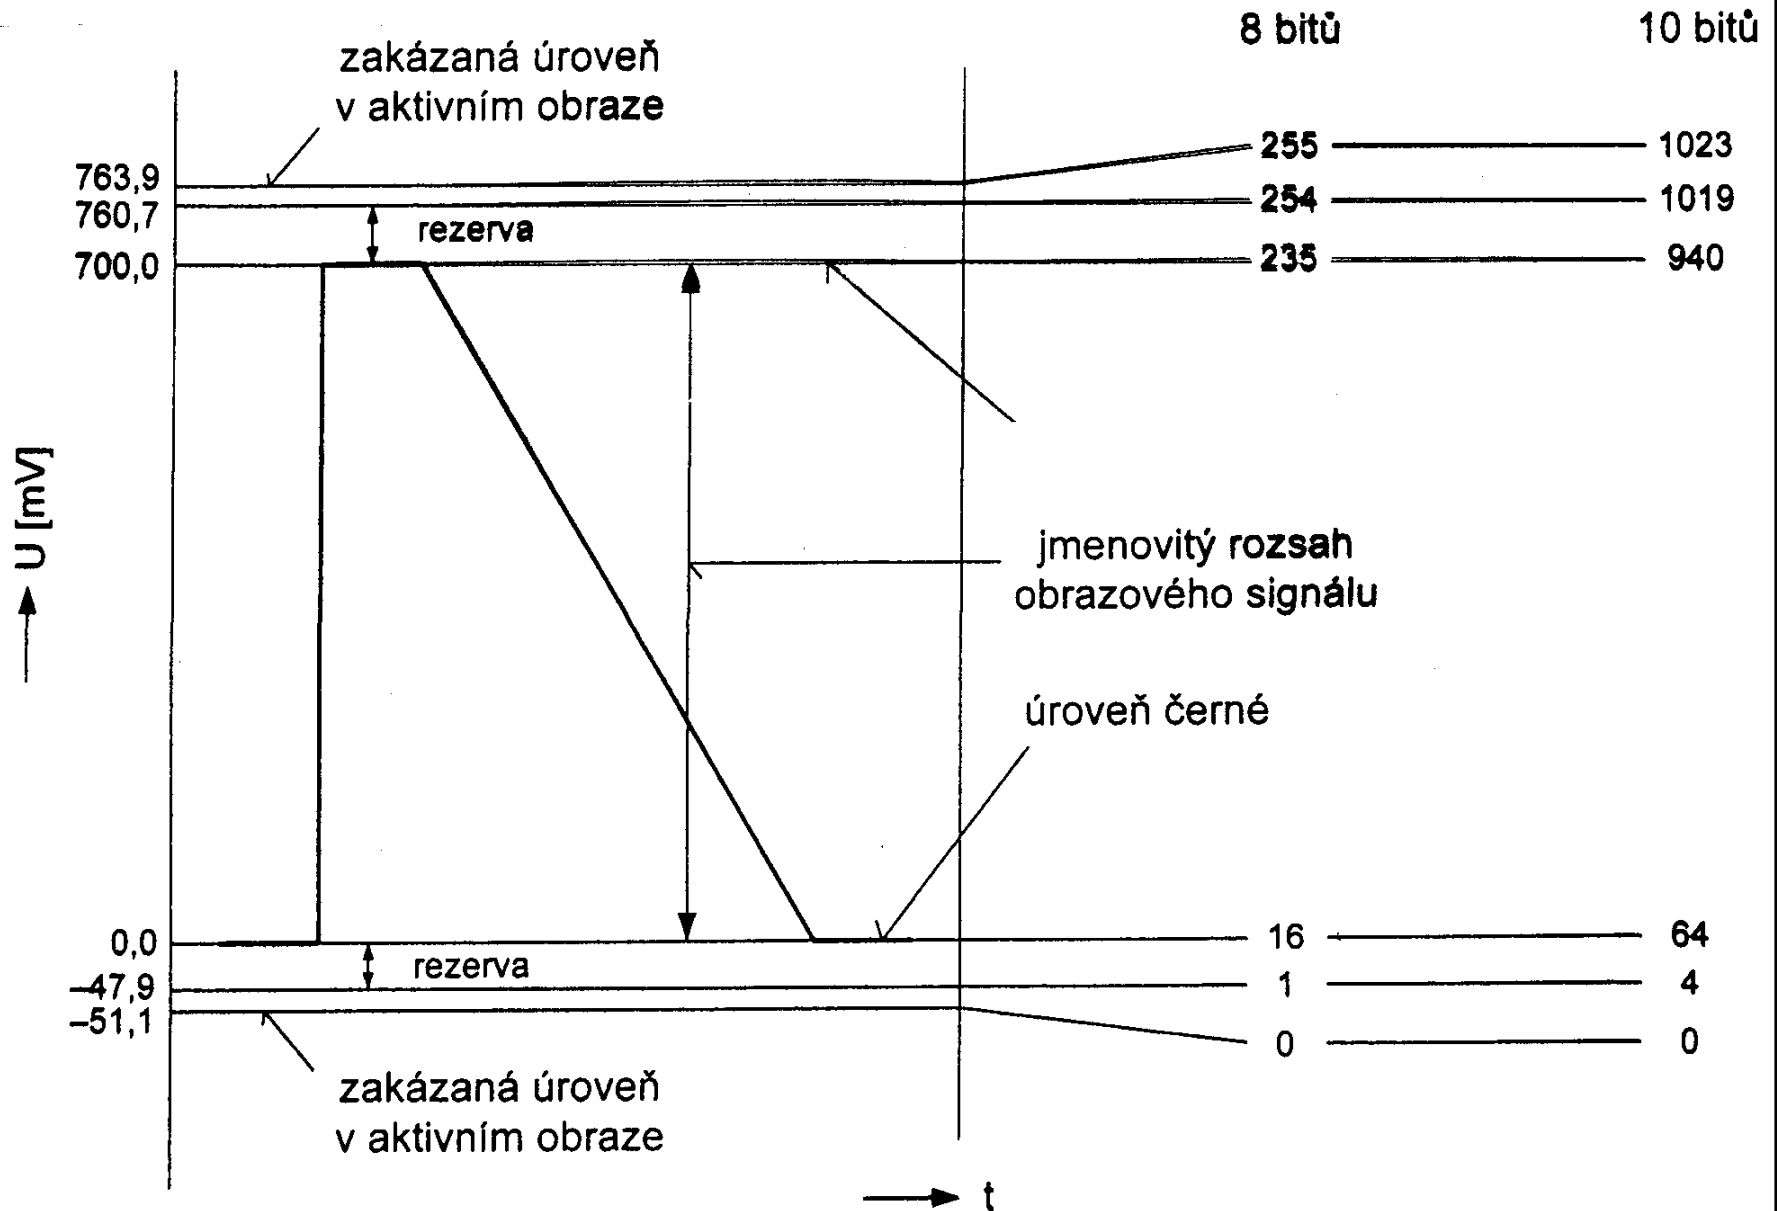 8 bitů
10 bitů
zakázaná úroveň
v aktivním obraze
763,9
760,7
700,0
rezerva
255
1023
254
1019
235
940
U [mV]
jmenovitý rozsah
obrazového signálu
úroveň černé
0,0
–47,9
–51,1
rezerva
16
64
1
4
0
0
zakázaná úroveň
v aktivním obraze
t